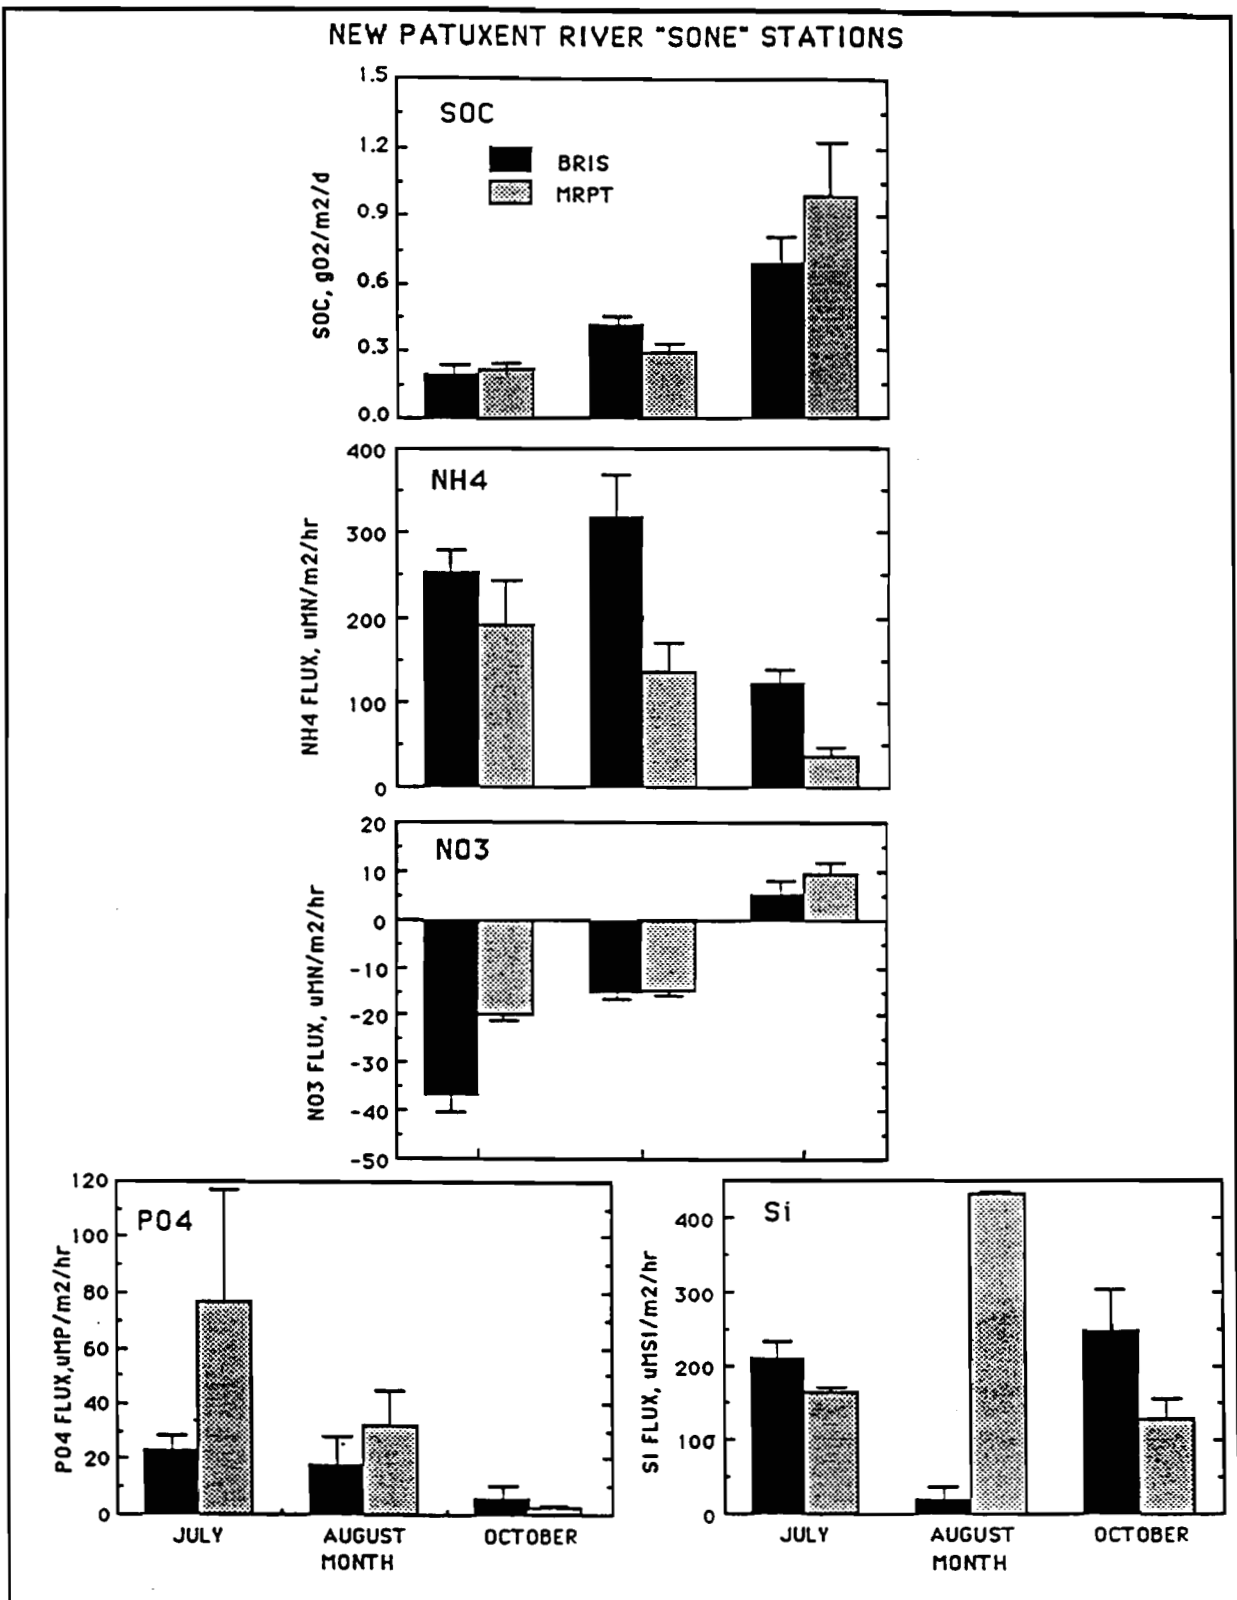 NEW PATUXENT RIVER "SONE" STATIONS
SOC
BRIS
MRPT
SOC, gO2/m2/d
1.5
1.2
0.9
0.6
0.3
0.0
NH4
NH4 FLUX, uMN/m2/hr
400
300
200
100
0
NO3
NO3 FLUX, uMN/m2/hr
20
10
0
-10
-20
-30
-40
-50
PO4
PO4 FLUX,uMP/m2/hr
120
100
80
60
40
20
0
JULY AUGUST OCTOBER
MONTH
Si
SI FLUX, uMSI/m2/hr
400
300
200
100
0
JULY AUGUST OCTOBER
MONTH